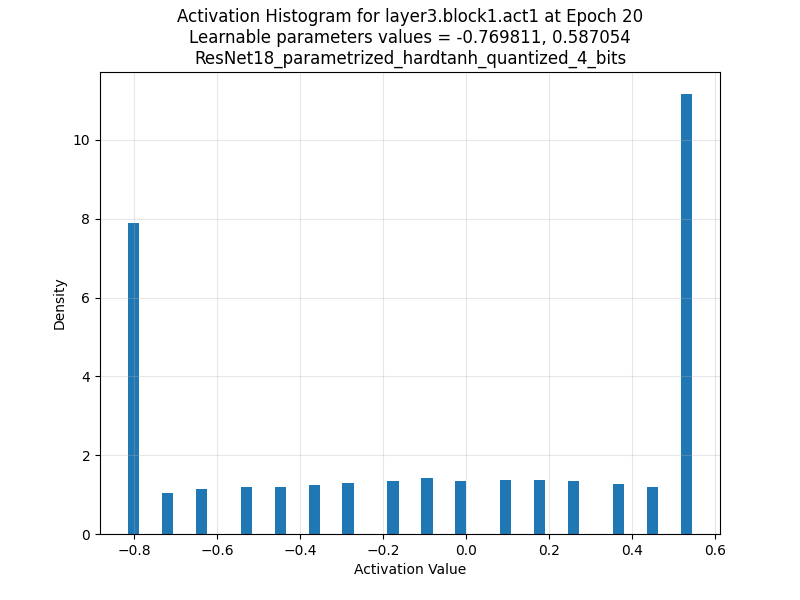 Activation Histogram for layer3.block1.act1 at Epoch 20
Learnable parameters values = -0.769811, 0.587054
ResNet18_parametrized_hardtanh_quantized_4_bits
10
8
6
4
2
0
Density
−0.8 −0.6 −0.4 −0.2 0.0 0.2 0.4 0.6
Activation Value